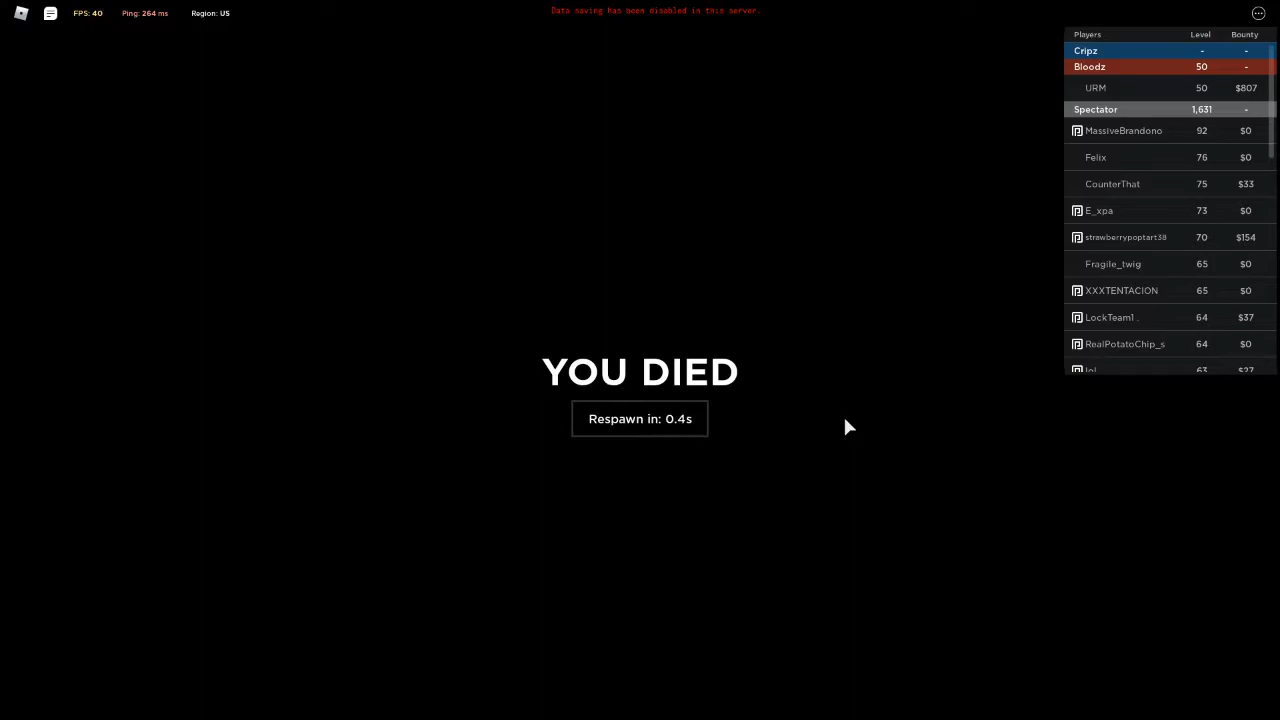 FPS: 40 Ping: 264 ms Region: US
Data saving has been disabled in this server.
Players Level Bounty
Cripz - -
Bloodz 50 -
URM 50 $807
Spectator 1,631 -
MassiveBrandono 92 $0
Felix 76 $0
CounterThat 75 $33
E_xpa 73 $0
strawberrypoptart38 70 $154
Fragile_twig 65 $0
XXXTENTACION 65 $0
LockTeam1 . 64 $37
RealPotatoChip_s 64 $0
lol 63 $27
YOU DIED
Respawn in: 0.4s